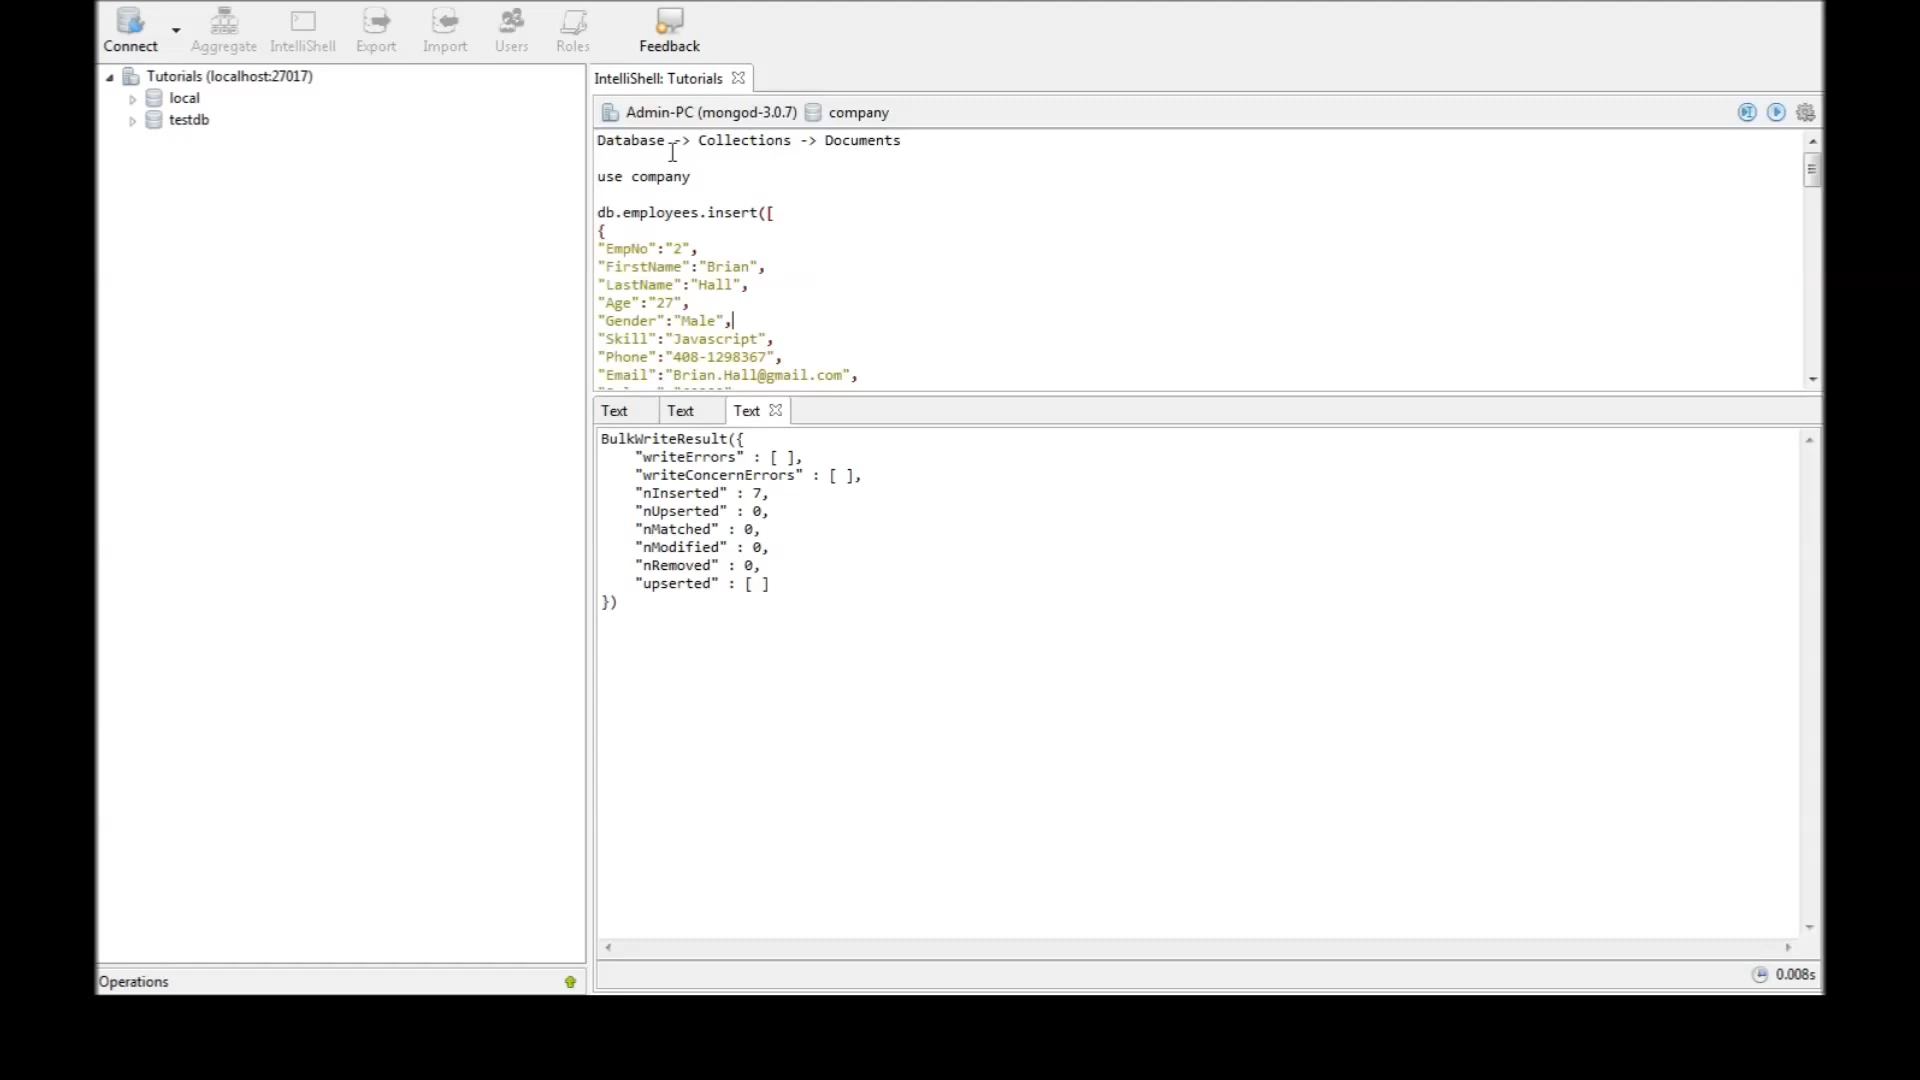 Connect
Aggregate
IntelliShell
Export
Import
Users
Roles
Feedback
Tutorials (localhost:27017)
local
testdb
IntelliShell: Tutorials
Admin-PC (mongod-3.0.7) company
Database -> Collections -> Documents
use company
db.employees.insert([
{
"EmpNo":"2",
"FirstName":"Brian",
"LastName":"Hall",
"Age":"27",
"Gender":"Male",
"Skill":"Javascript",
"Phone":"408-1298367",
"Email":"Brian.Hall@gmail.com",
Text Text Text
BulkWriteResult({
"writeErrors" : [ ],
"writeConcernErrors" : [ ],
"nInserted" : 7,
"nUpserted" : 0,
"nMatched" : 0,
"nModified" : 0,
"nRemoved" : 0,
"upserted" : [ ]
})
Operations
0.008s